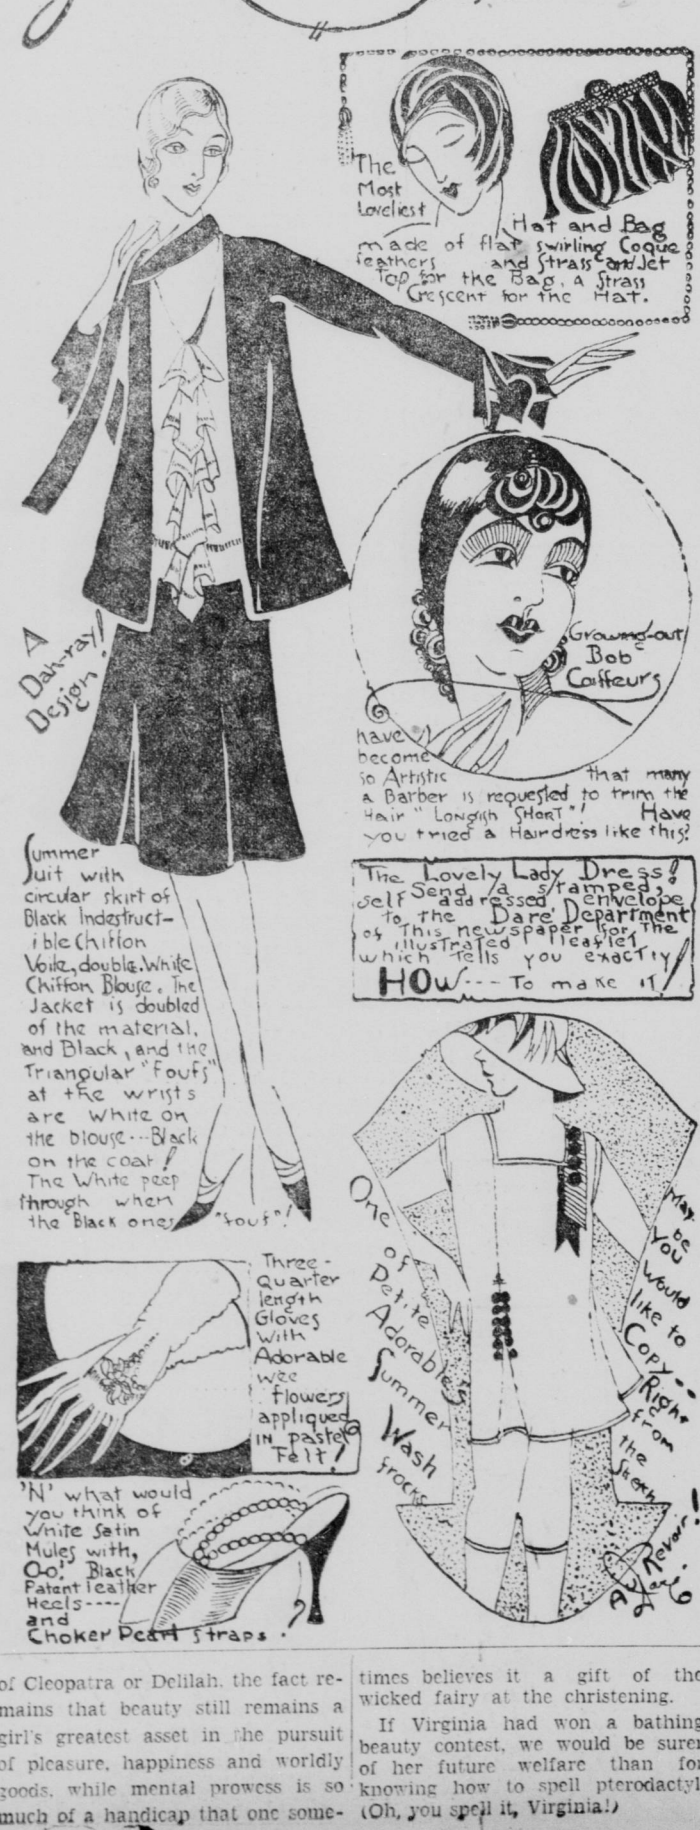 The
Most
Loveliest
Hat and Bag
made of flat swirling Coque
feathers and Strass and Jet
Top for the Bag. A Strass
Crescent for the Hat.
A
Dah-ray!
Design!
Growing-out
Bob
Coiffeurs
have
become
so Artistic that many
a Barber is requested to trim the
Hair "Longish SHORT"! Have
you tried a Hairdress like this?
Summer
Suit with
circular skirt of
Black Indestruct-
ible Chiffon
Voile, double. White
Chiffon Blouse. The
Jacket is doubled
of the material,
and Black, and the
Triangular "foufs"
at the wrists
are white on
the blouse---Black
on the coat!
The White peep
through when
the Black ones "fouf"!
The Lovely Lady Dress!
Send a stamped,
self addressed envelope
to the Dare Department
of This newspaper for The
illustrated leaflet
which Tells you exactly
HOW---- To make it!
Three-
Quarter
length
Gloves
with
Adorable
wee
flowers
appliqued
in pastel
Felt!
One
of
Petite
Adorable's
Summer
Wash
frocks
May
be
you
would
like to
Copy--
Right
from
the
Sketch
!
Au Revoir!
'N' what would
you think of
White Satin
Mules with,
O-o! Black
Patent leather
Heels----
and
Choker Pearl straps?
of Cleopatra or Delilah, the fact re-
mains that beauty still remains a
girl's greatest asset in the pursuit
of pleasure, happiness and worldly
goods, while mental prowess is so
much of a handicap that one some-
times believes it a gift of the
wicked fairy at the christening.
If Virginia had won a bathing
beauty contest, we would be surer
of her future welfare than for
knowing how to spell pterodactyl
(Oh, you spell it, Virginia!)